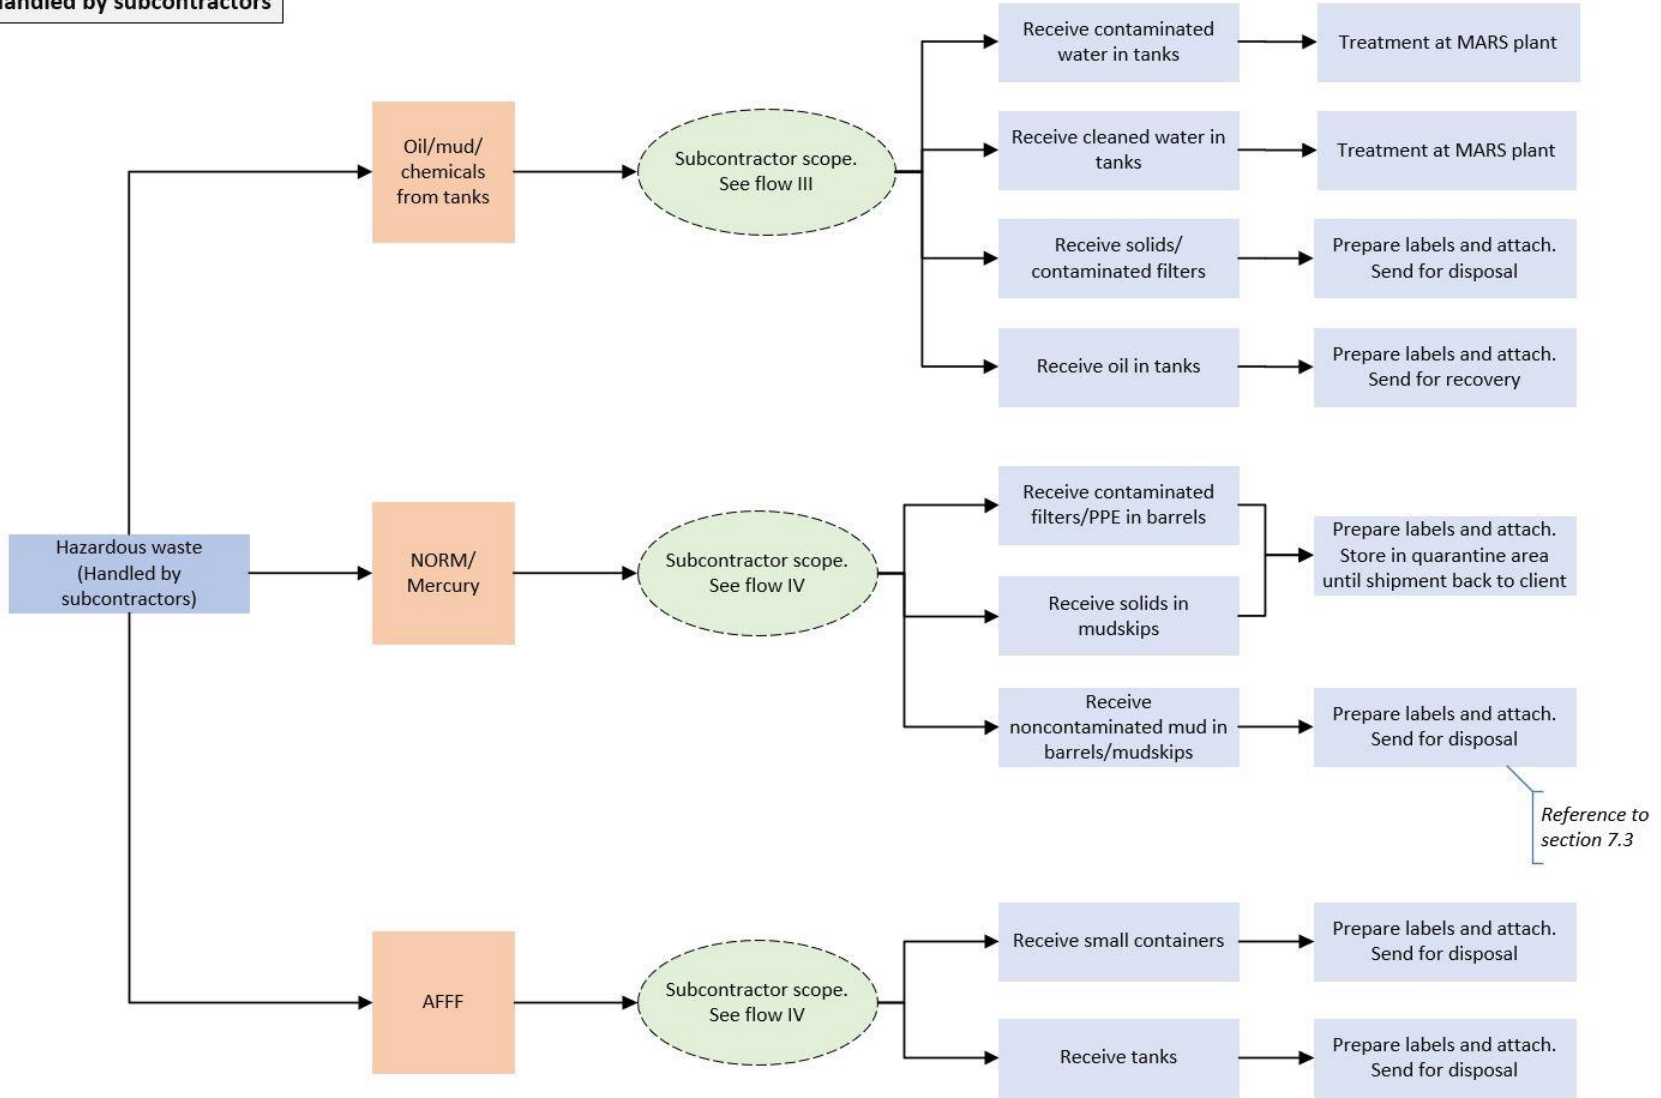 Handled by subcontractors
Receive contaminated
water in tanks
Treatment at MARS plant
Oil/mud/
chemicals
from tanks
Subcontractor scope.
See flow III
Receive cleaned water in
tanks
Treatment at MARS plant
Receive solids/
contaminated filters
Prepare labels and attach.
Send for disposal
Receive oil in tanks
Prepare labels and attach.
Send for recovery
Hazardous waste
(Handled by
subcontractors)
NORM/
Mercury
Subcontractor scope.
See flow IV
Receive contaminated
filters/PPE in barrels
Receive solids in
mudskips
Prepare labels and attach.
Store in quarantine area
until shipment back to client
Receive
noncontaminated mud in
barrels/mudskips
Prepare labels and attach.
Send for disposal
Reference to
section 7.3
AFFF
Subcontractor scope.
See flow IV
Receive small containers
Prepare labels and attach.
Send for disposal
Receive tanks
Prepare labels and attach.
Send for disposal